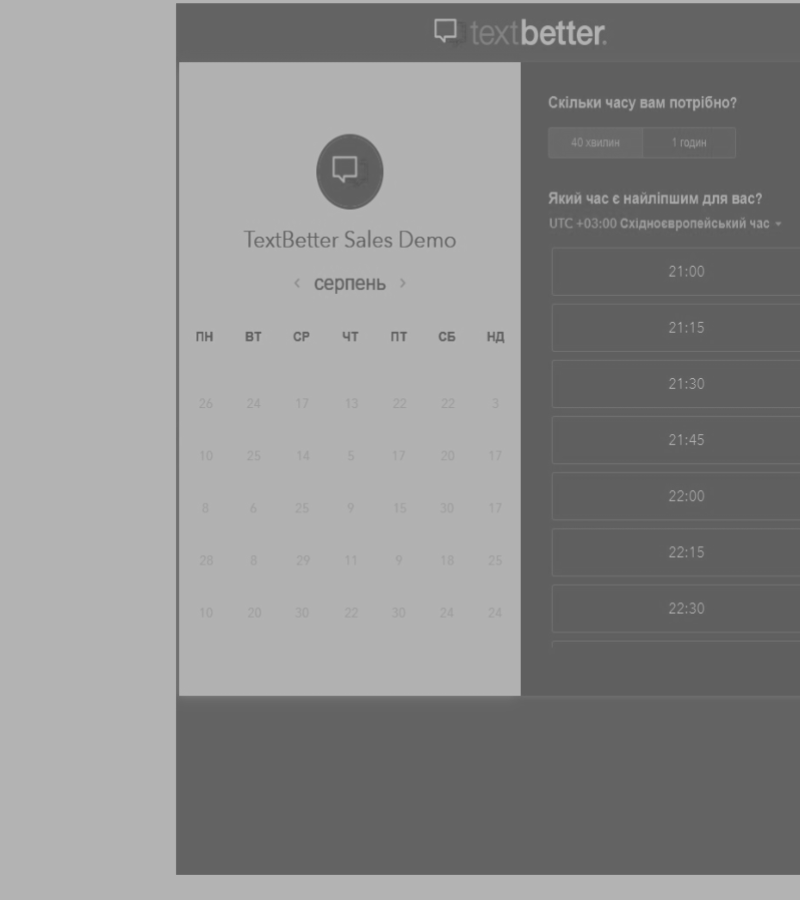 textbetter.
TextBetter Sales Demo
‹ серпень ›
ПН ВТ СР ЧТ ПТ СБ НД
26 24 17 13 22 22 3
10 25 14 5 17 20 17
8 6 25 9 15 30 17
28 8 29 11 9 18 25
10 20 30 22 30 24 24
Скільки часу вам потрібно?
40 хвилин 1 годин
Який час є найліпшим для вас?
UTC +03:00 Східноєвропейський час
21:00
21:15
21:30
21:45
22:00
22:15
22:30